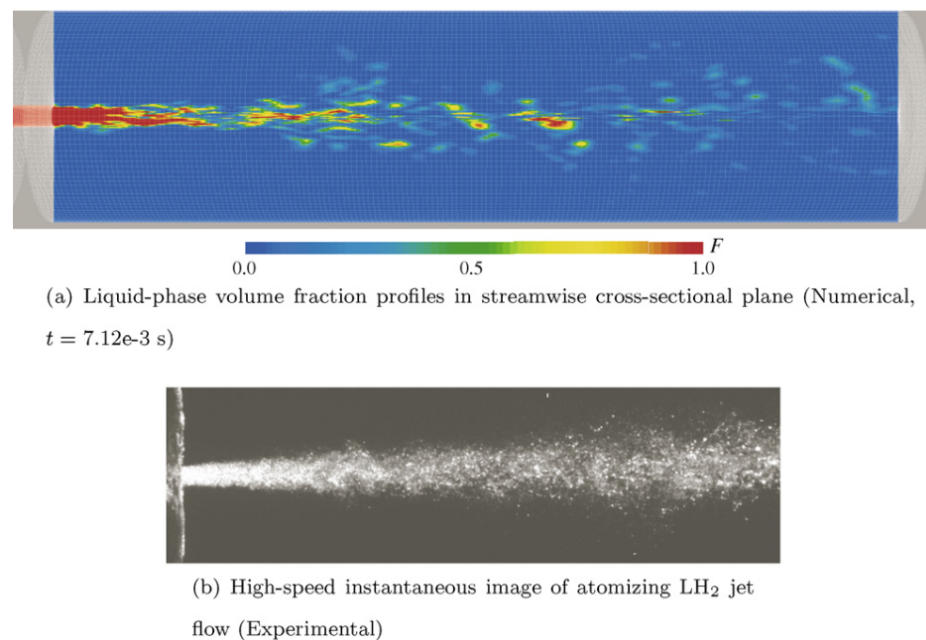 F
0.0 0.5 1.0
(a) Liquid-phase volume fraction profiles in streamwise cross-sectional plane (Numerical,
t = 7.12e-3 s)
(b) High-speed instantaneous image of atomizing LH₂ jet
flow (Experimental)